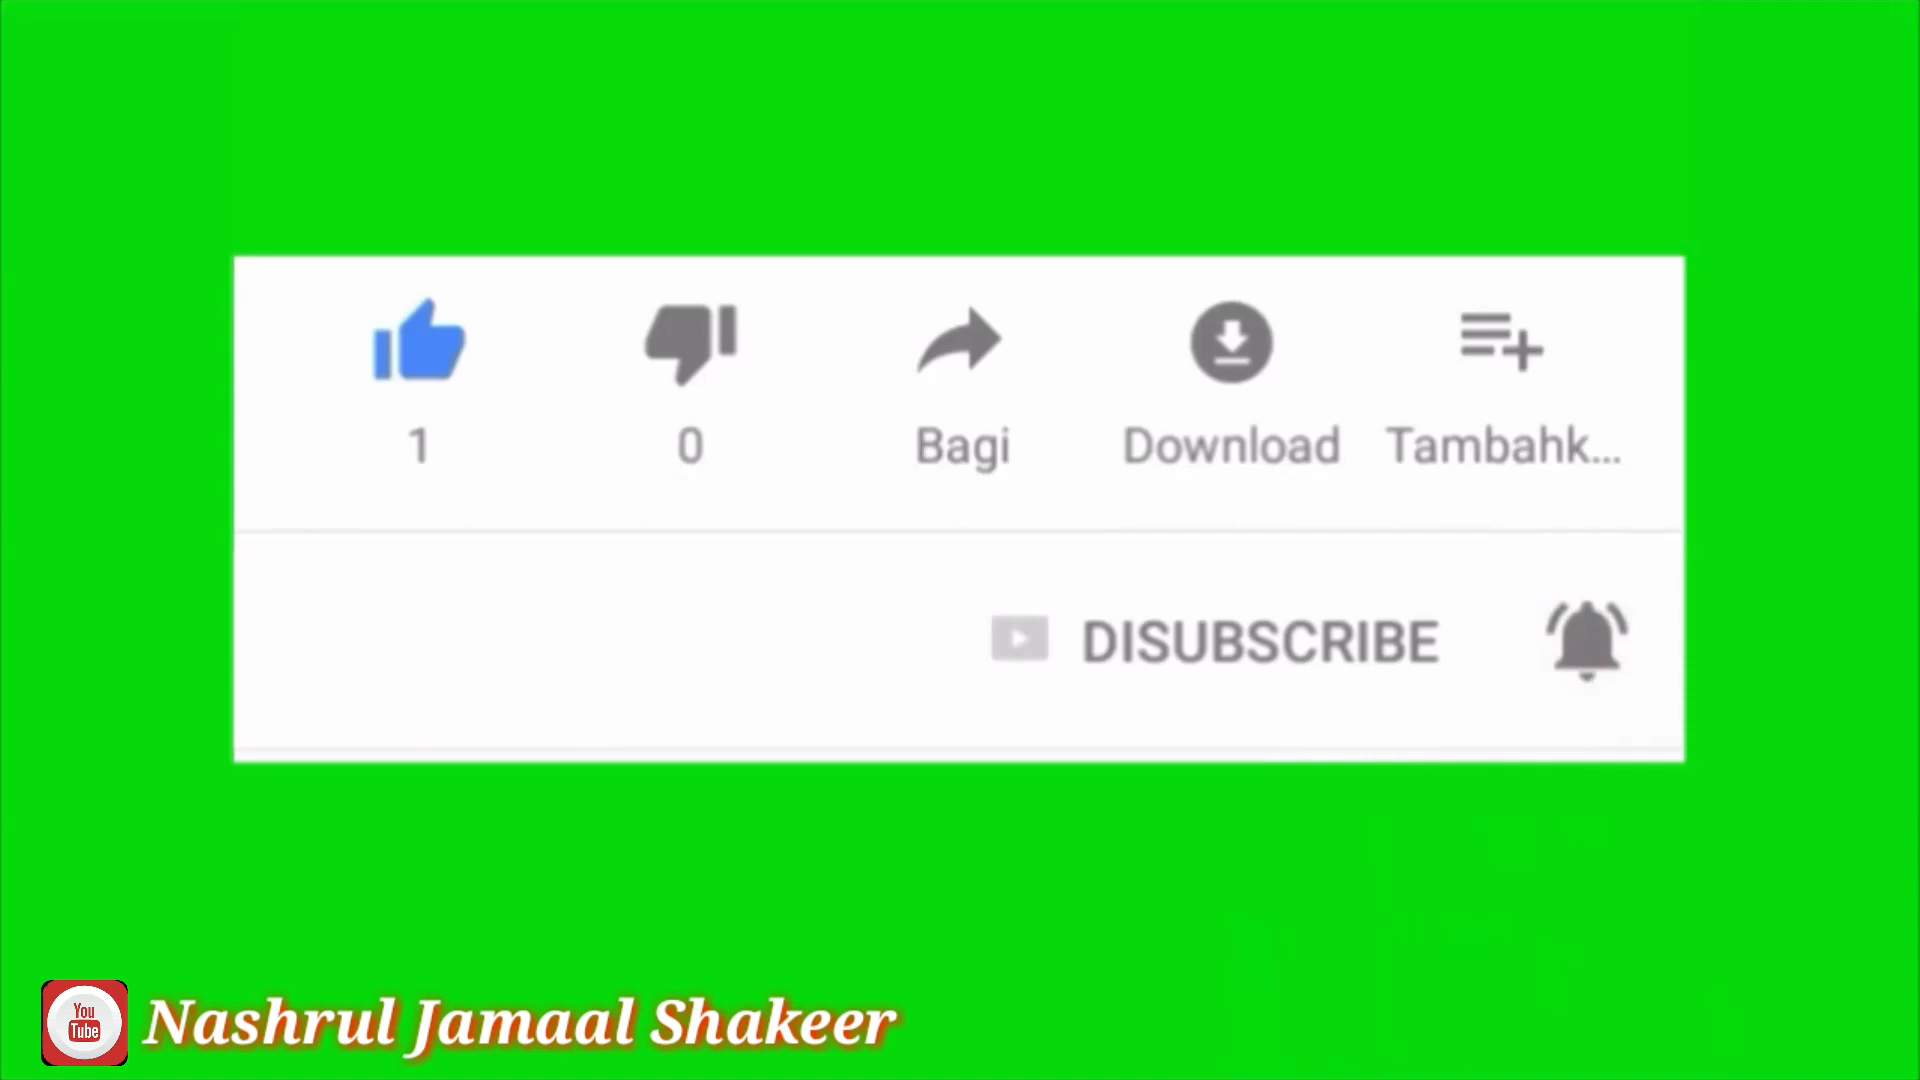 1 0 Bagi Download Tambahk...
DISUBSCRIBE
You
Tube
Nashrul Jamaal Shakeer